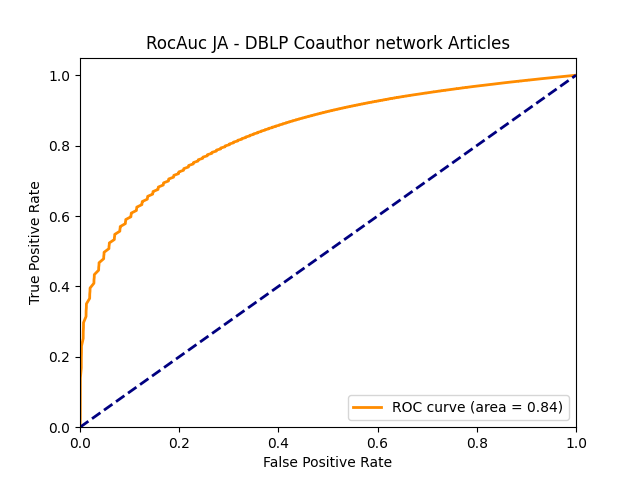 RocAuc JA - DBLP Coauthor network Articles
True Positive Rate
1.0
0.8
0.6
0.4
0.2
0.0
ROC curve (area = 0.84)
0.0 0.2 0.4 0.6 0.8 1.0
False Positive Rate